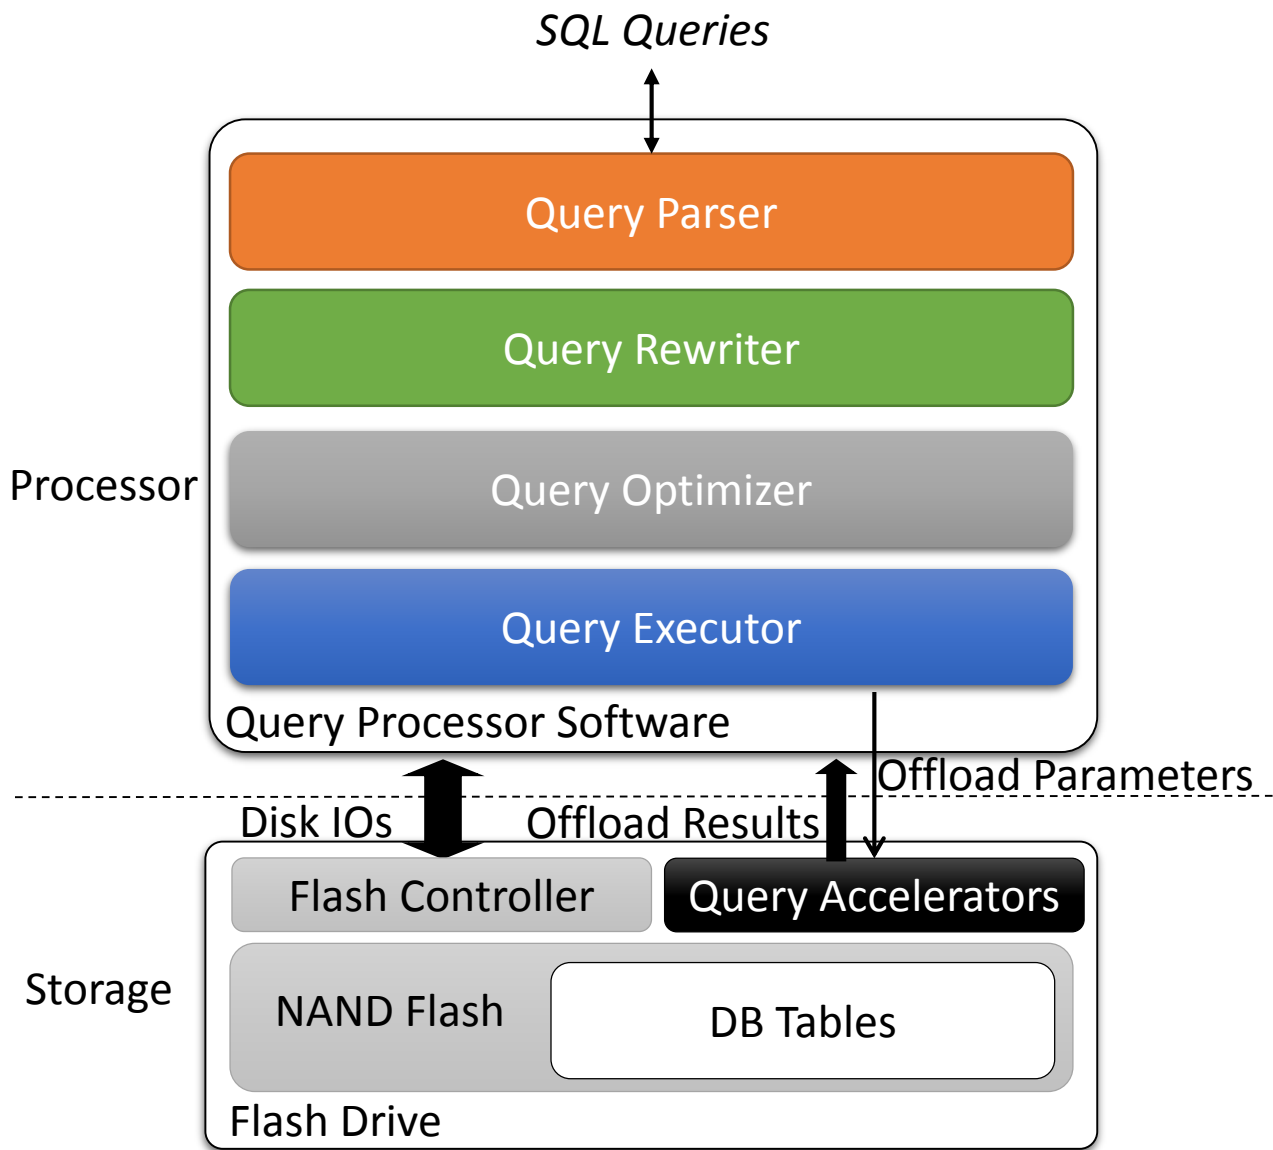 SQL Queries
Query Parser
Query Rewriter
Processor
Query Optimizer
Query Executor
Query Processor Software
Offload Parameters
Disk IOs
Offload Results
Flash Controller
Query Accelerators
Storage
NAND Flash
DB Tables
Flash Drive